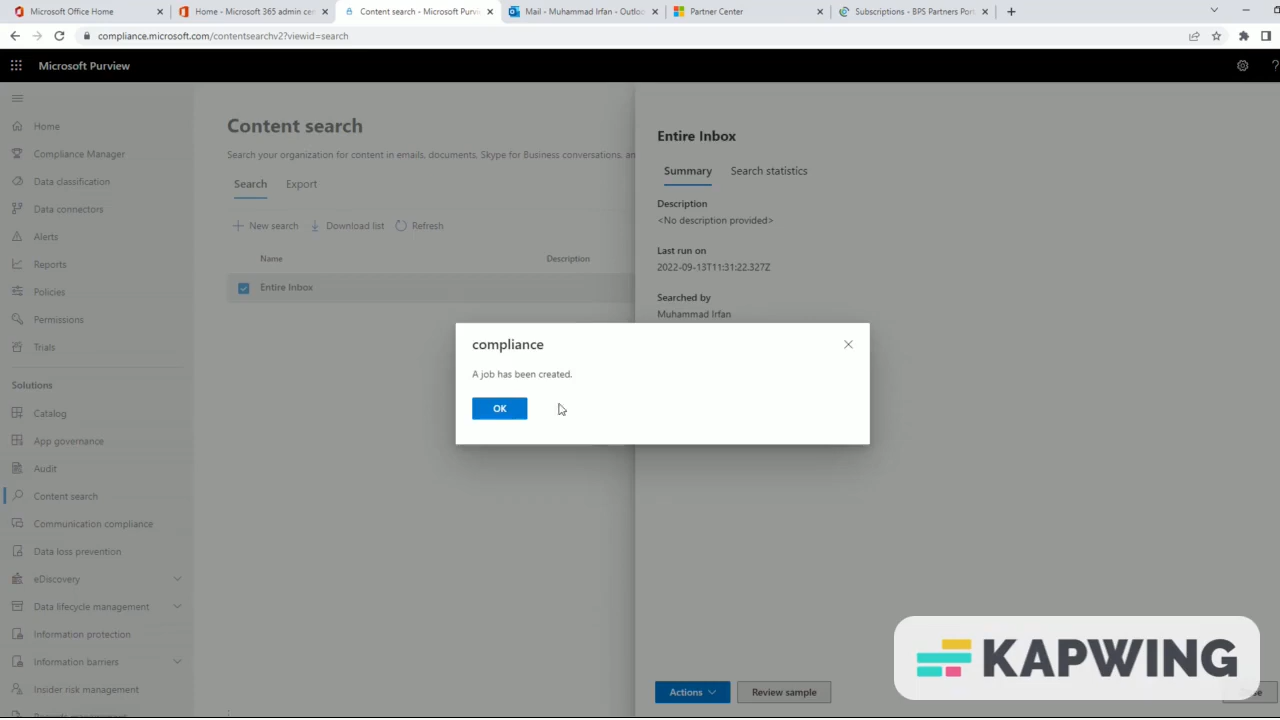 Microsoft Office Home
Home - Microsoft 365 admin cen
Content search - Microsoft Purvi
Mail - Muhammad Irfan - Outloo
Partner Center
Subscriptions - BPS Partners Port
compliance.microsoft.com/contentsearchv2?viewid=search
Microsoft Purview
Home
Compliance Manager
Data classification
Data connectors
Alerts
Reports
Policies
Permissions
Trials
Solutions
Catalog
App governance
Audit
Content search
Communication compliance
Data loss prevention
eDiscovery
Data lifecycle management
Information protection
Information barriers
Insider risk management
Content search
Search your organization for content in emails, documents, Skype for Business conversations, an
Search Export
New search Download list Refresh
Name Description
Entire Inbox
Entire Inbox
Summary Search statistics
Description
<No description provided>
Last run on
2022-09-13T11:31:22.327Z
Searched by
Muhammad Irfan
compliance
A job has been created.
OK
Actions Review sample
KAPWING